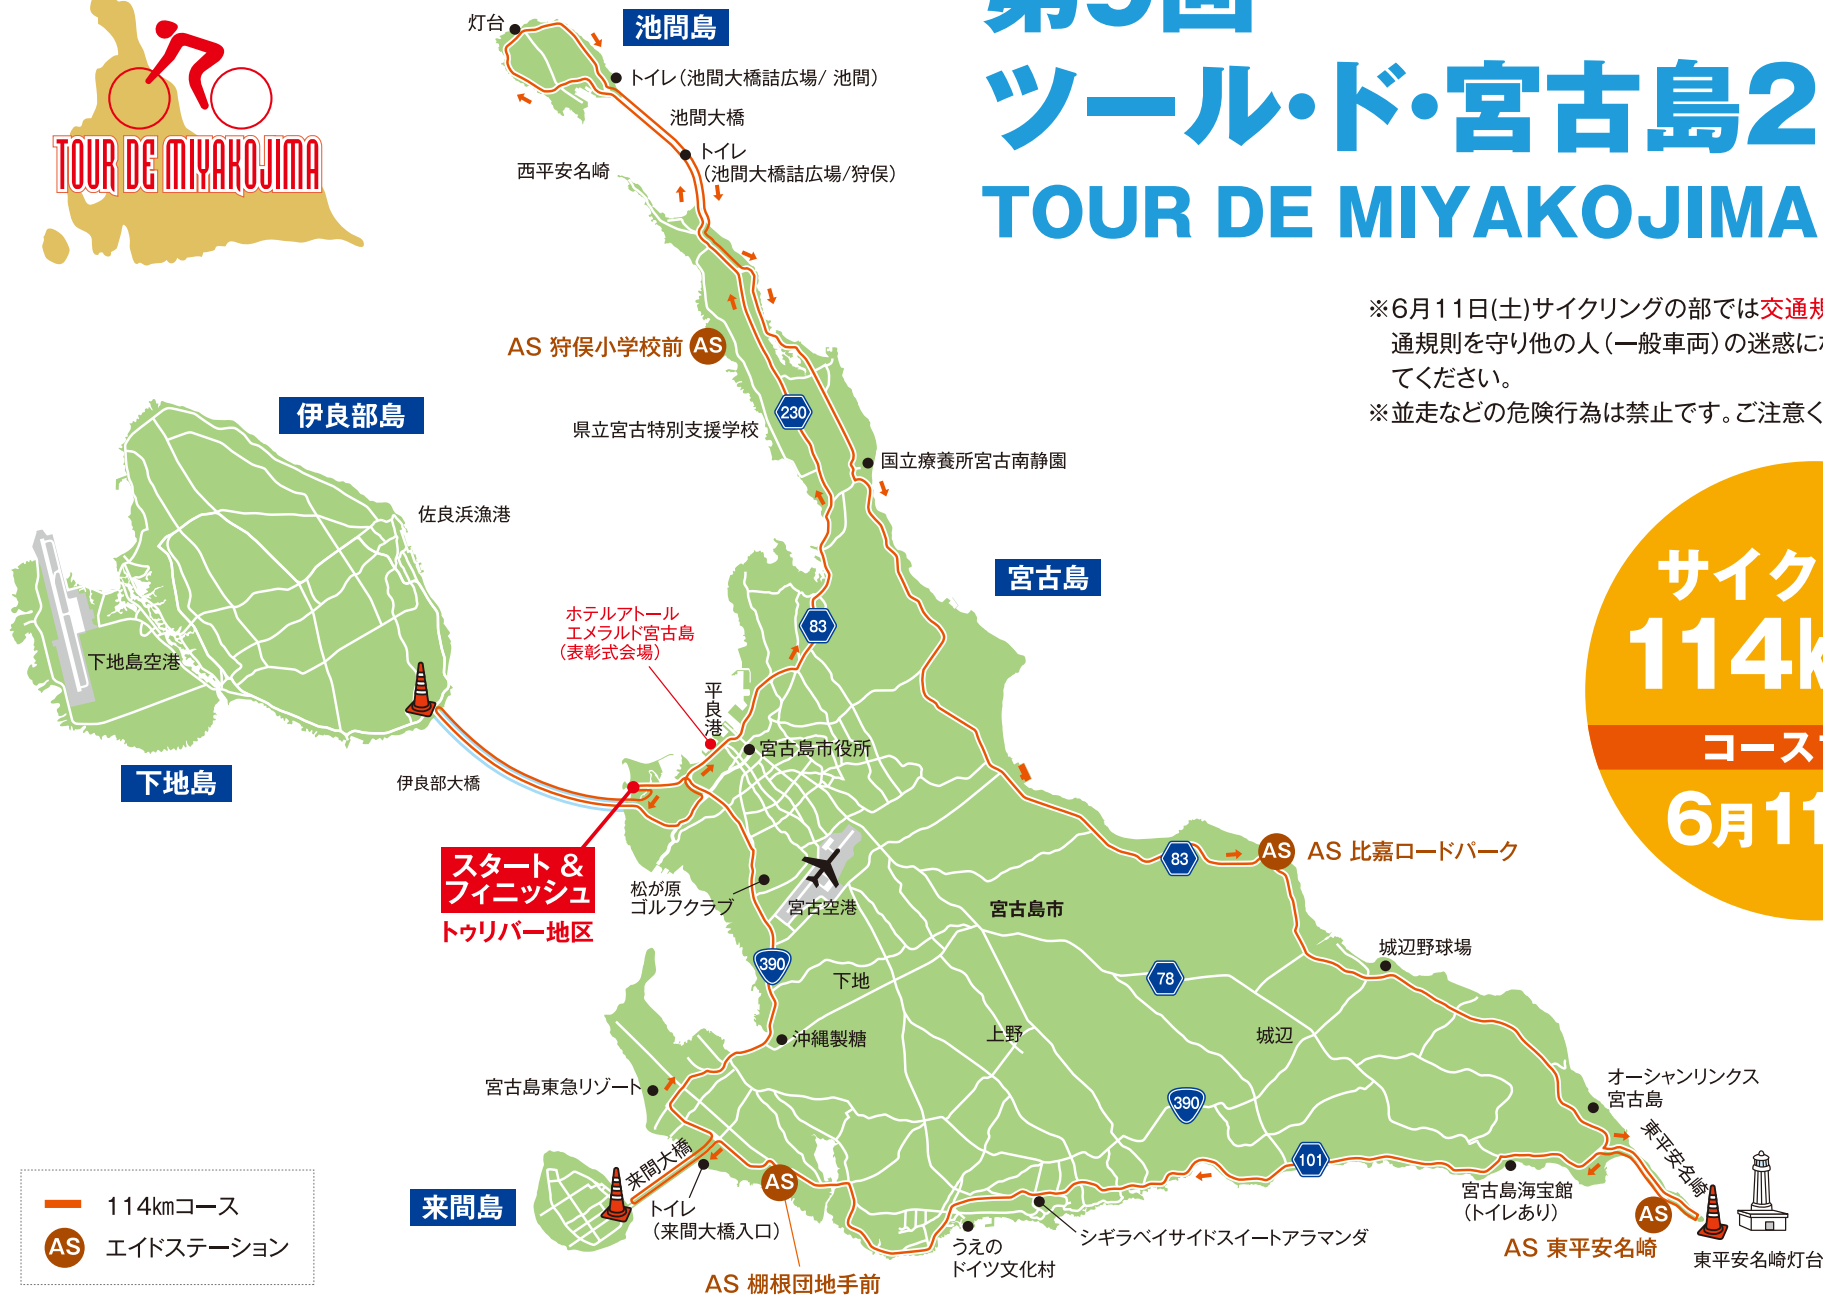 TOUR DE MIYAKOJIMA
ツール・ド・宮古島2
TOUR DE MIYAKOJIMA
※6月11日(土)サイクリングの部では交通規
通規則を守り他の人(一般車両)の迷惑に
てください。
※並走などの危険行為は禁止です。ご注意く
サイク
114k
コース
6月11
灯台
池間島
トイレ(池間大橋詰広場/ 池間)
池間大橋
トイレ
(池間大橋詰広場/狩俣)
西平安名崎
AS 狩俣小学校前
AS
230
県立宮古特別支援学校
国立療養所宮古南静園
伊良部島
佐良浜漁港
下地島空港
下地島
伊良部大橋
宮古島
83
ホテルアトール
エメラルド宮古島
(表彰式会場)
平良港
宮古島市役所
スタート &
フィニッシュ
トゥリバー地区
松が原
ゴルフクラブ
宮古空港
宮古島市
83
AS
AS 比嘉ロードパーク
城辺野球場
390
下地
78
上野
城辺
沖縄製糖
宮古島東急リゾート
390
オーシャンリンクス
宮古島
東平安名崎
来間大橋
来間島
トイレ
(来間大橋入口)
AS
AS 棚根団地手前
101
うえの
ドイツ文化村
シギラベイサイドスイートアラマンダ
宮古島海宝館
(トイレあり)
AS
AS 東平安名崎
東平安名崎灯台
114kmコース
AS エイドステーション